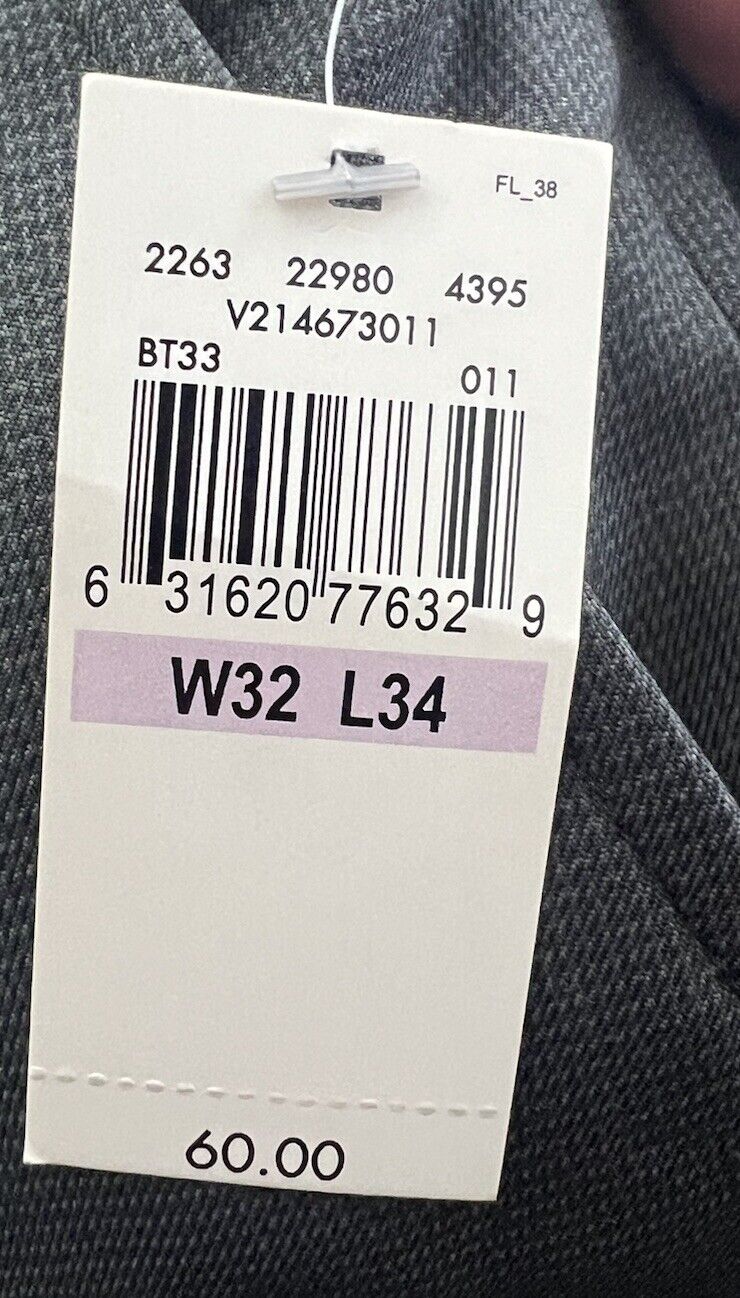 FL_38
2263 22980 4395
V214673011
BT33 011
6 31620 77632 9
W32 L34
60.00